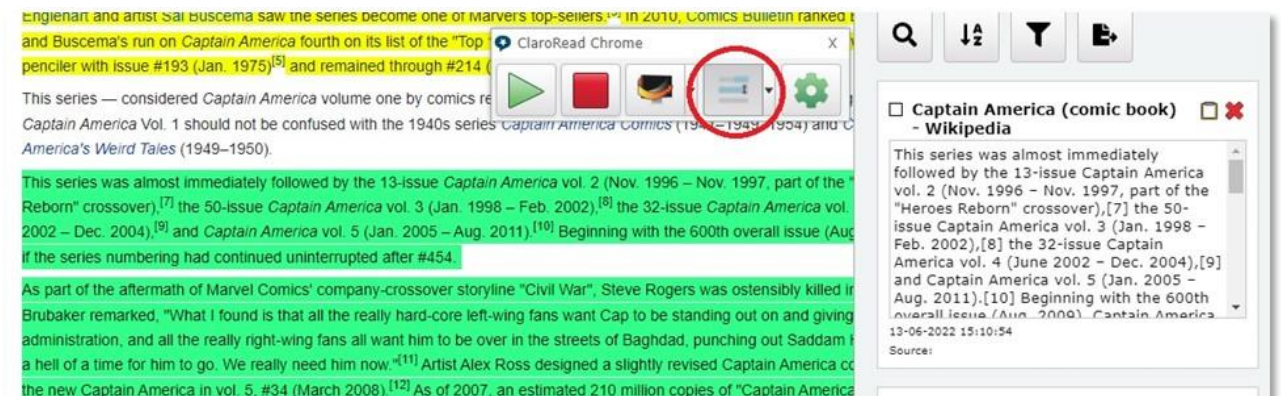 Englehart and artist Sal Buscema saw the series become one of Marvel's top-sellers. In 2010, Comics Bulletin ranked
and Buscema's run on Captain America fourth on its list of the "Top
penciler with issue #193 (Jan. 1975)[5] and remained through #214 (
This series — considered Captain America volume one by comics re
Captain America Vol. 1 should not be confused with the 1940s series Captain America Comics (1941–1949, 1954) and C
America's Weird Tales (1949–1950).
This series was almost immediately followed by the 13-issue Captain America vol. 2 (Nov. 1996 – Nov. 1997, part of the "
Reborn" crossover),[7] the 50-issue Captain America vol. 3 (Jan. 1998 – Feb. 2002),[8] the 32-issue Captain America vol.
2002 – Dec. 2004),[9] and Captain America vol. 5 (Jan. 2005 – Aug. 2011).[10] Beginning with the 600th overall issue (Aug
if the series numbering had continued uninterrupted after #454.
As part of the aftermath of Marvel Comics' company-crossover storyline "Civil War", Steve Rogers was ostensibly killed in
Brubaker remarked, "What I found is that all the really hard-core left-wing fans want Cap to be standing out on and giving
administration, and all the really right-wing fans all want him to be over in the streets of Baghdad, punching out Saddam H
a hell of a time for him to go. We really need him now."[11] Artist Alex Ross designed a slightly revised Captain America co
the new Captain America in vol. 5, #34 (March 2008).[12] As of 2007, an estimated 210 million copies of "Captain America
ClaroRead Chrome X
Captain America (comic book)
- Wikipedia
This series was almost immediately
followed by the 13-issue Captain America
vol. 2 (Nov. 1996 – Nov. 1997, part of the
"Heroes Reborn" crossover),[7] the 50-
issue Captain America vol. 3 (Jan. 1998 –
Feb. 2002),[8] the 32-issue Captain
America vol. 4 (June 2002 – Dec. 2004),[9]
and Captain America vol. 5 (Jan. 2005 –
Aug. 2011).[10] Beginning with the 600th
overall issue (Aug. 2009), Captain America
13-06-2022 15:10:54
Source: